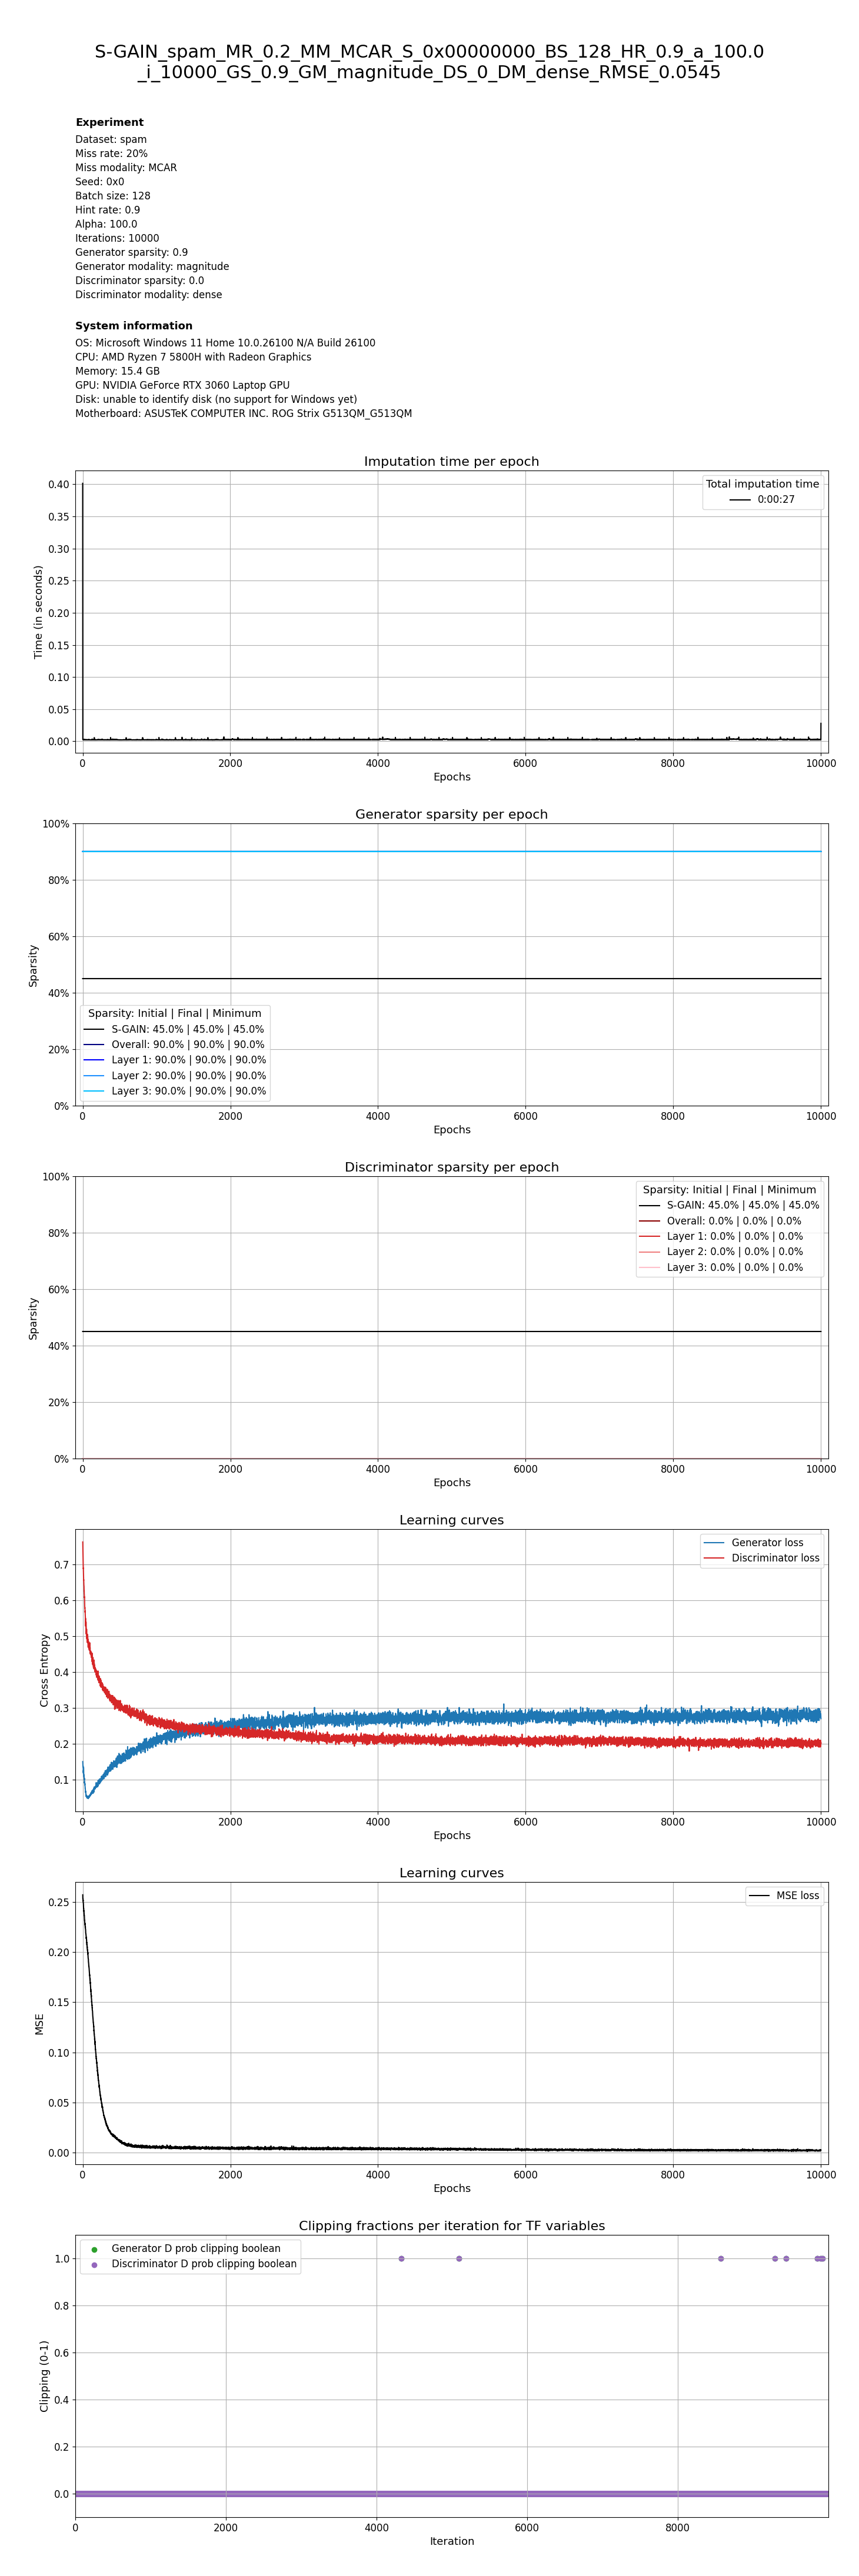 S-GAIN_spam_MR_0.2_MM_MCAR_S_0x00000000_BS_128_HR_0.9_a_100.0
_i_10000_GS_0.9_GM_magnitude_DS_0_DM_dense_RMSE_0.0545
Experiment
Dataset: spam
Miss rate: 20%
Miss modality: MCAR
Seed: 0x0
Batch size: 128
Hint rate: 0.9
Alpha: 100.0
Iterations: 10000
Generator sparsity: 0.9
Generator modality: magnitude
Discriminator sparsity: 0.0
Discriminator modality: dense
System information
OS: Microsoft Windows 11 Home 10.0.26100 N/A Build 26100
CPU: AMD Ryzen 7 5800H with Radeon Graphics
Memory: 15.4 GB
GPU: NVIDIA GeForce RTX 3060 Laptop GPU
Disk: unable to identify disk (no support for Windows yet)
Motherboard: ASUSTeK COMPUTER INC. ROG Strix G513QM_G513QM
Imputation time per epoch
Total imputation time
0:00:27
0.40
0.35
0.30
0.25
0.20
0.15
0.10
0.05
0.00
Time (in seconds)
0 2000 4000 6000 8000 10000
Epochs
Generator sparsity per epoch
100%
80%
60%
40%
20%
0%
Sparsity
Sparsity: Initial | Final | Minimum
S-GAIN: 45.0% | 45.0% | 45.0%
Overall: 90.0% | 90.0% | 90.0%
Layer 1: 90.0% | 90.0% | 90.0%
Layer 2: 90.0% | 90.0% | 90.0%
Layer 3: 90.0% | 90.0% | 90.0%
0 2000 4000 6000 8000 10000
Epochs
Discriminator sparsity per epoch
100%
80%
60%
40%
20%
0%
Sparsity
Sparsity: Initial | Final | Minimum
S-GAIN: 45.0% | 45.0% | 45.0%
Overall: 0.0% | 0.0% | 0.0%
Layer 1: 0.0% | 0.0% | 0.0%
Layer 2: 0.0% | 0.0% | 0.0%
Layer 3: 0.0% | 0.0% | 0.0%
0 2000 4000 6000 8000 10000
Epochs
Learning curves
Generator loss
Discriminator loss
0.7
0.6
0.5
0.4
0.3
0.2
0.1
Cross Entropy
0 2000 4000 6000 8000 10000
Epochs
Learning curves
MSE loss
0.25
0.20
0.15
0.10
0.05
0.00
MSE
0 2000 4000 6000 8000 10000
Epochs
Clipping fractions per iteration for TF variables
Generator D prob clipping boolean
Discriminator D prob clipping boolean
1.0
0.8
0.6
0.4
0.2
0.0
Clipping (0-1)
0 2000 4000 6000 8000
Iteration